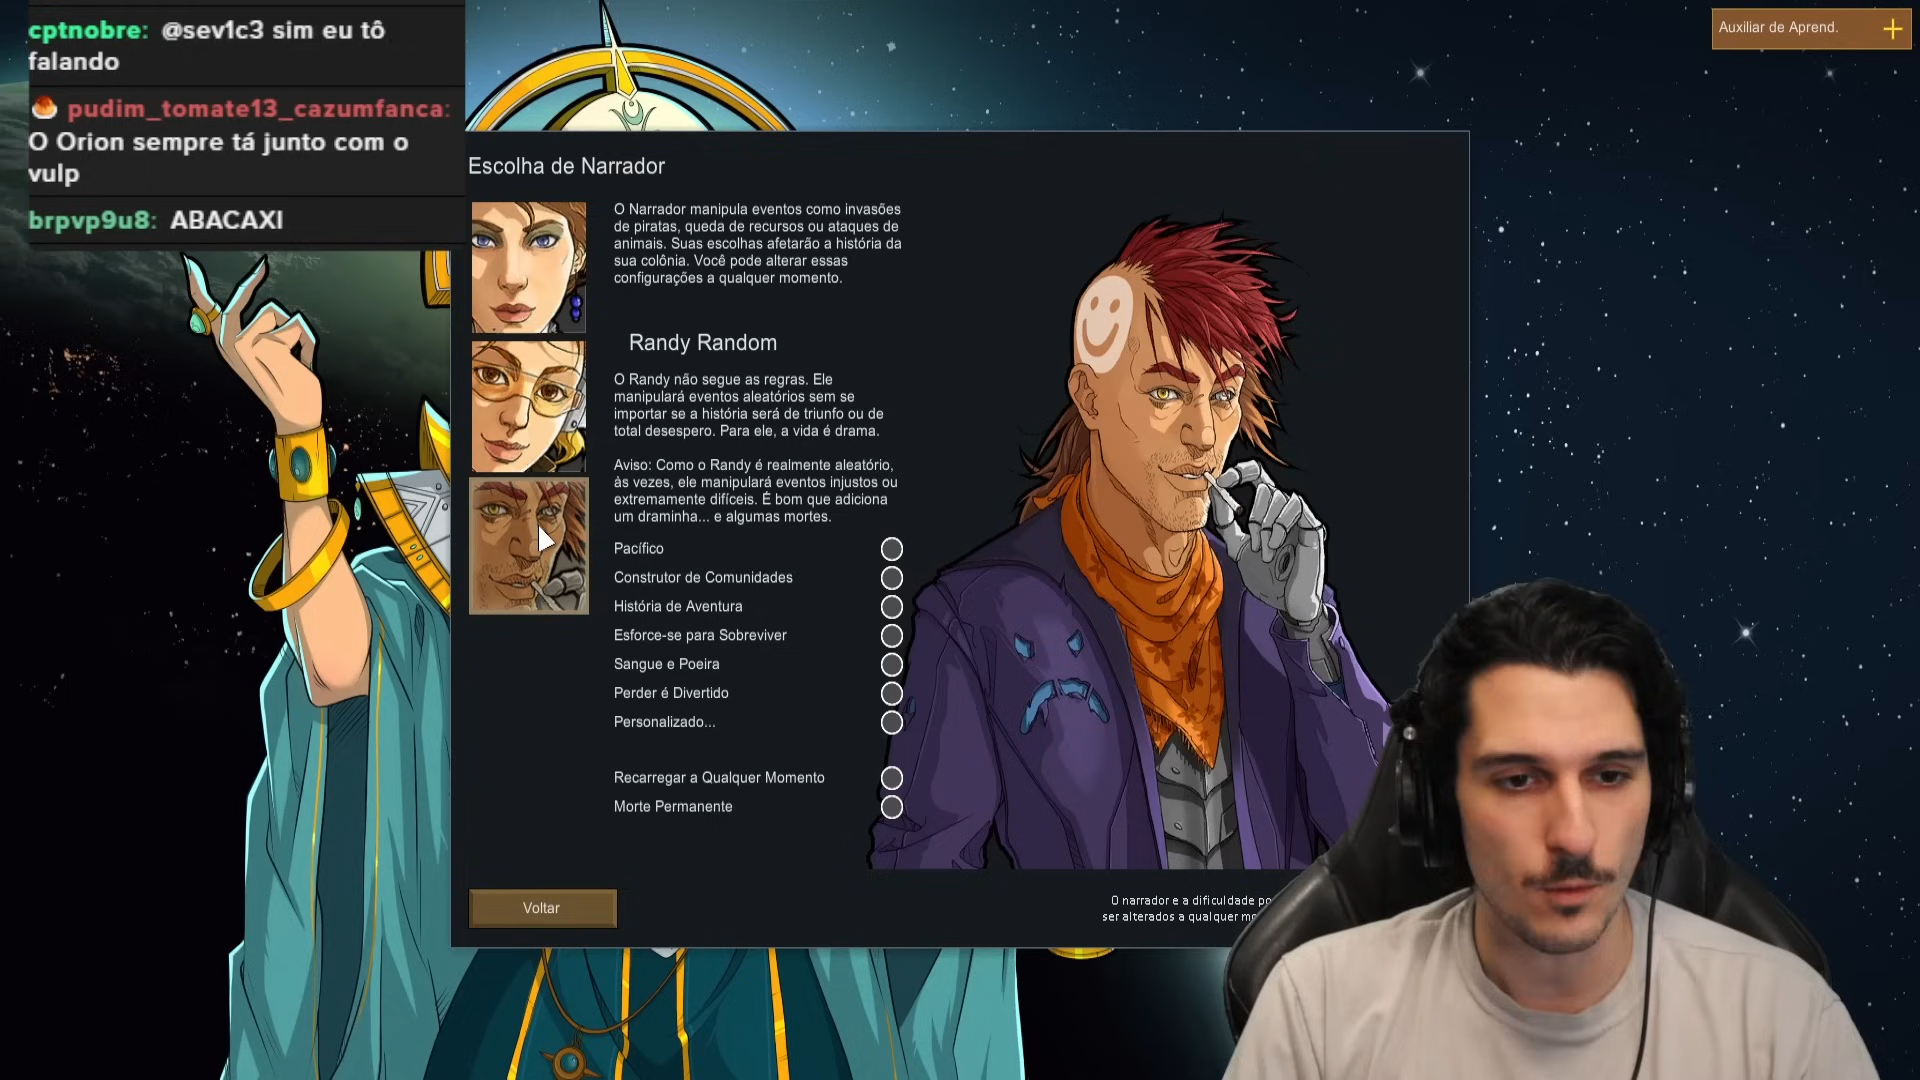 cptnobre: @sev1c3 sim eu tô
falando
pudim_tomate13_cazumfanca:
O Orion sempre tá junto com o
vulp
brpvp9u8: ABACAXI
Auxiliar de Aprend.
Escolha de Narrador
O Narrador manipula eventos como invasões
de piratas, queda de recursos ou ataques de
animais. Suas escolhas afetarão a história da
sua colônia. Você pode alterar essas
configurações a qualquer momento.
Randy Random
O Randy não segue as regras. Ele
manipulará eventos aleatórios sem se
importar se a história será de triunfo ou de
total desespero. Para ele, a vida é drama.
Aviso: Como o Randy é realmente aleatório,
às vezes, ele manipulará eventos injustos ou
extremamente difíceis. É bom que adiciona
um draminha... e algumas mortes.
Pacífico
Construtor de Comunidades
História de Aventura
Esforce-se para Sobreviver
Sangue e Poeira
Perder é Divertido
Personalizado...
Recarregar a Qualquer Momento
Morte Permanente
Voltar
O narrador e a dificuldade
ser alterados a qualquer